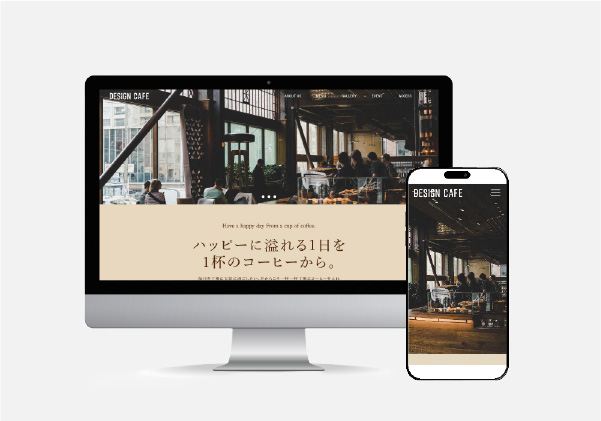 DESIGN CAFE
ABOUT US
MENU
GALLERY
EVENT
ACCESS
Have a happy day From a cup of coffee.
ハッピーに溢れる1日を
1杯のコーヒーから。
DESIGN CAFE